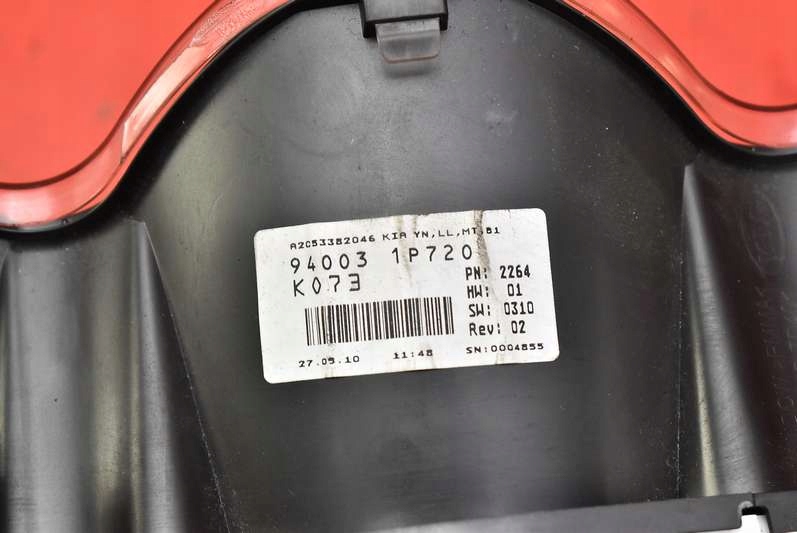 A2C53382046 KIA YN,LL,MT,B1
94003 1P720
K073
PN: 2264
HW: 01
SW: 0310
Rev: 02
27.05.10 11:48 SN:0004855